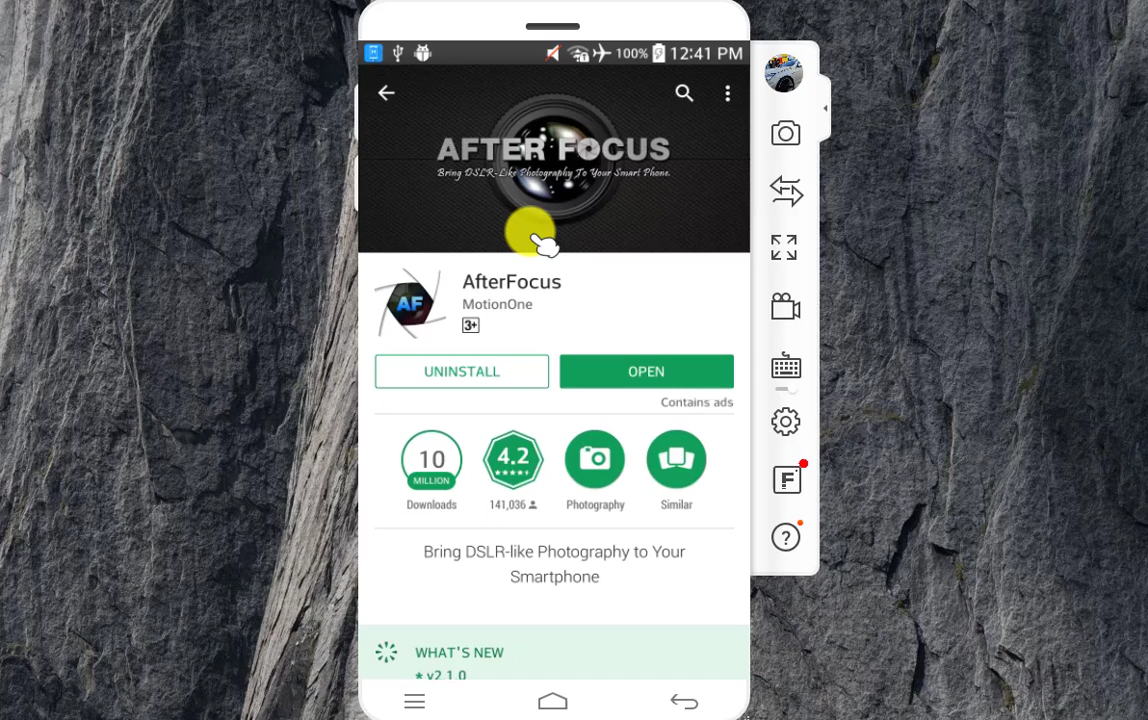 100% 12:41 PM
AFTER FOCUS
Bring DSLR-Like Photography To Your Smart Phone.
AfterFocus
AF
MotionOne
3+
UNINSTALL
OPEN
Contains ads
10
MILLION
4.2
Downloads
141,036
Photography
Similar
Bring DSLR-like Photography to Your
Smartphone
WHAT'S NEW
* v2.1.0
F
?